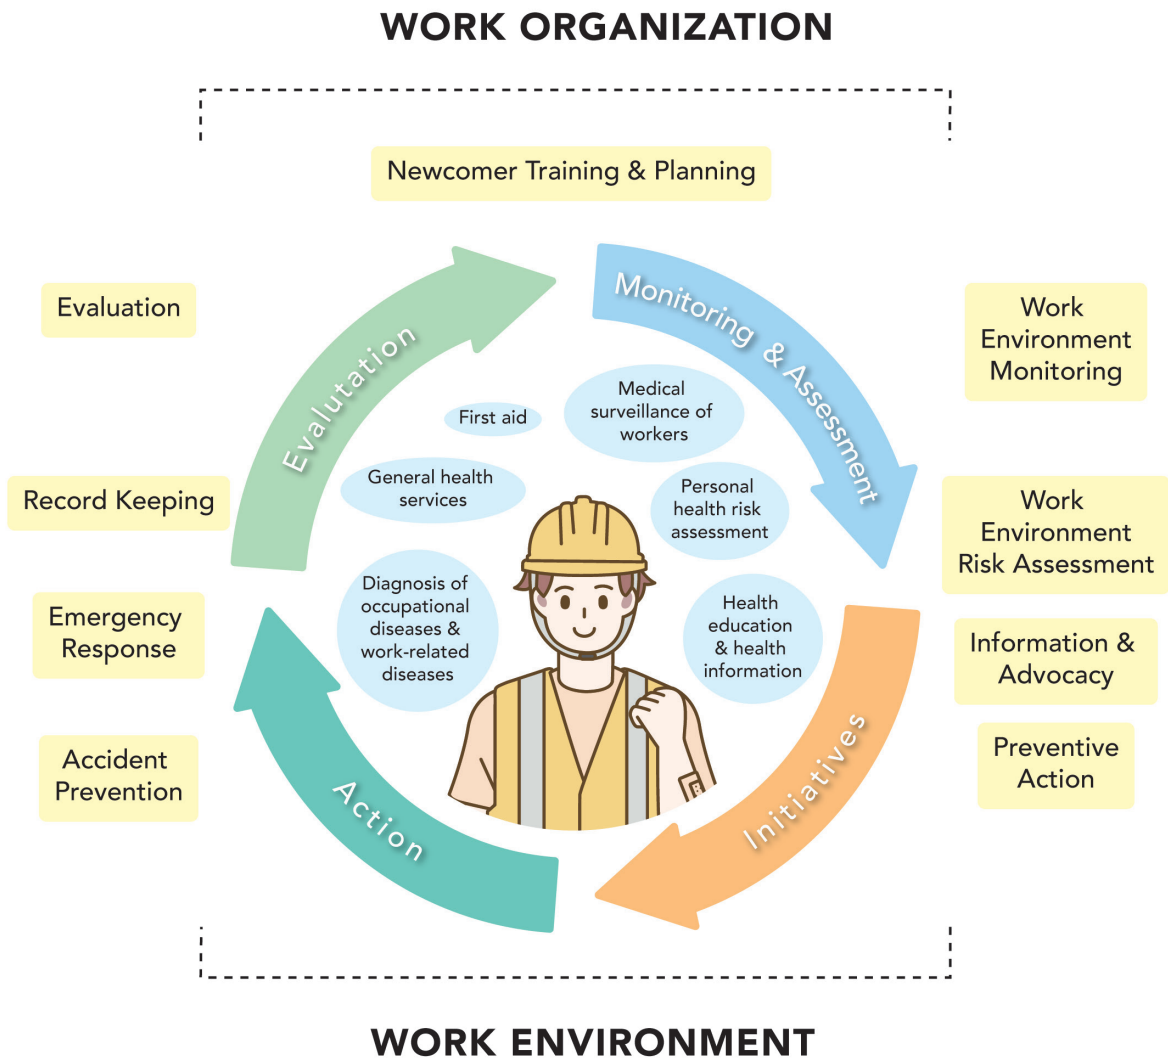 WORK ORGANIZATION
Newcomer Training & Planning
Evaluation
Record Keeping
Emergency
Response
Accident
Prevention
Evalutation
Monitoring & Assessment
Initiatives
Action
First aid
Medical
surveillance of
workers
General health
services
Personal
health risk
assessment
Diagnosis of
occupational
diseases &
work-related
diseases
Health
education
& health
information
Work
Environment
Monitoring
Work
Environment
Risk Assessment
Information &
Advocacy
Preventive
Action
WORK ENVIRONMENT